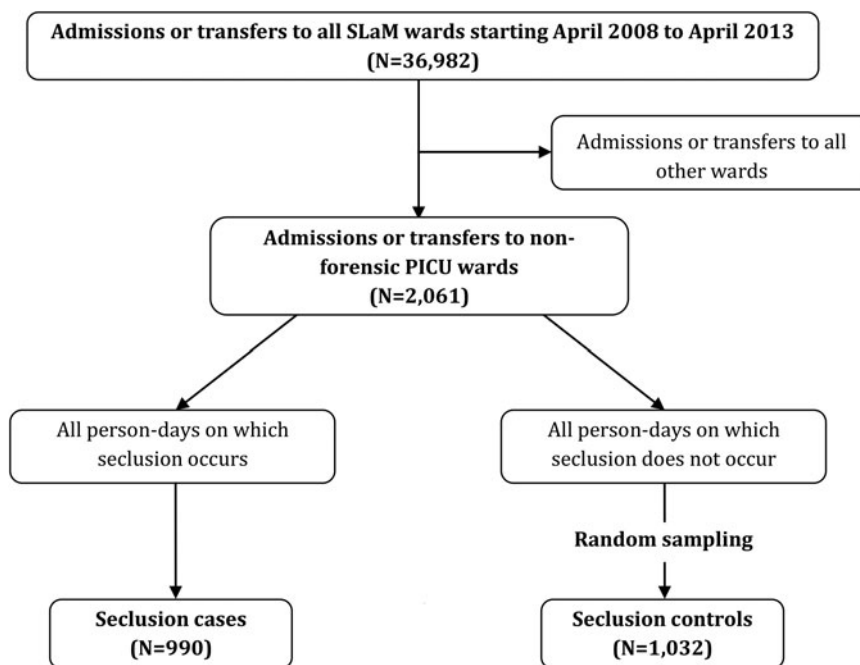 Admissions or transfers to all SLaM wards starting April 2008 to April 2013
(N=36,982)
Admissions or transfers to all
other wards
Admissions or transfers to non-
forensic PICU wards
(N=2,061)
All person-days on which
seclusion occurs
All person-days on which
seclusion does not occur
Random sampling
Seclusion cases
(N=990)
Seclusion controls
(N=1,032)